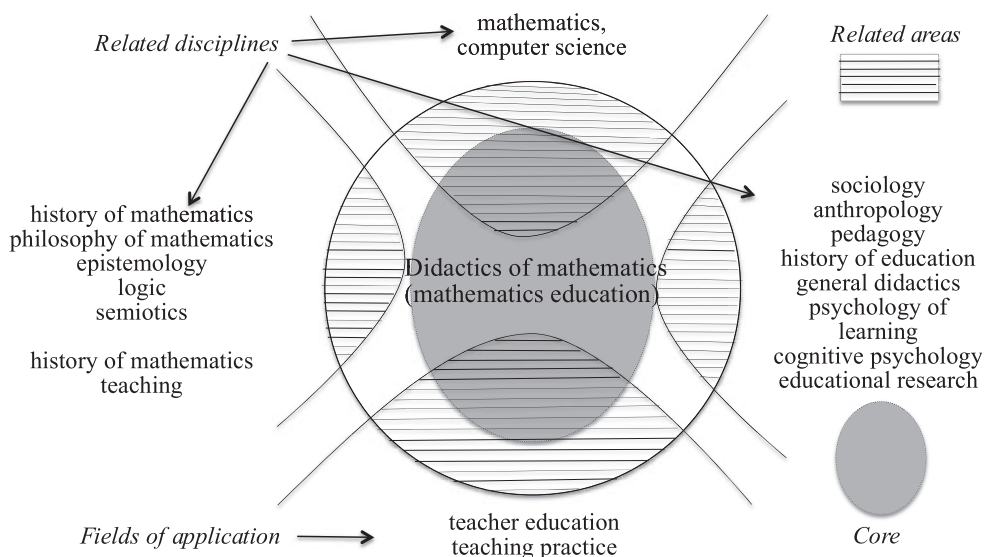 Related disciplines
mathematics,
computer science
Related areas
history of mathematics
philosophy of mathematics
epistemology
logic
semiotics
history of mathematics
teaching
Didactics of mathematics
(mathematics education)
sociology
anthropology
pedagogy
history of education
general didactics
psychology of
learning
cognitive psychology
educational research
Fields of application
teacher education
teaching practice
Core